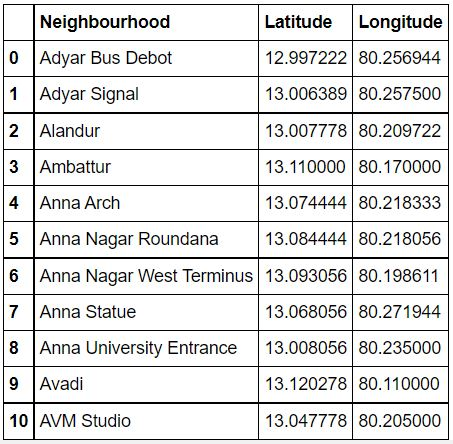 Neighbourhood Latitude Longitude
0 Adyar Bus Debot 12.997222 80.256944
1 Adyar Signal 13.006389 80.257500
2 Alandur 13.007778 80.209722
3 Ambattur 13.110000 80.170000
4 Anna Arch 13.074444 80.218333
5 Anna Nagar Roundana 13.084444 80.218056
6 Anna Nagar West Terminus 13.093056 80.198611
7 Anna Statue 13.068056 80.271944
8 Anna University Entrance 13.008056 80.235000
9 Avadi 13.120278 80.110000
10 AVM Studio 13.047778 80.205000